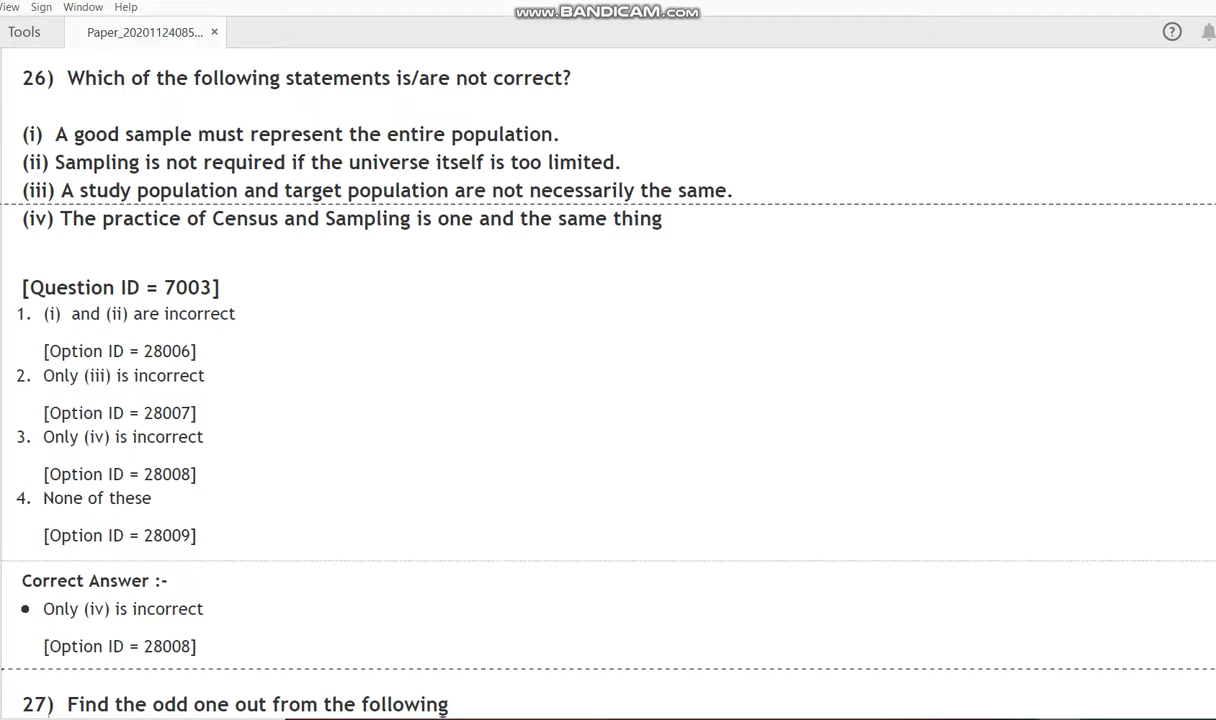 View Sign Window Help
www.BANDICAM.com
Tools Paper_20201124085... × ?
26) Which of the following statements is/are not correct?
(i) A good sample must represent the entire population.
(ii) Sampling is not required if the universe itself is too limited.
(iii) A study population and target population are not necessarily the same.
(iv) The practice of Census and Sampling is one and the same thing
[Question ID = 7003]
1. (i) and (ii) are incorrect
[Option ID = 28006]
2. Only (iii) is incorrect
[Option ID = 28007]
3. Only (iv) is incorrect
[Option ID = 28008]
4. None of these
[Option ID = 28009]
Correct Answer :-
• Only (iv) is incorrect
[Option ID = 28008]
27) Find the odd one out from the following